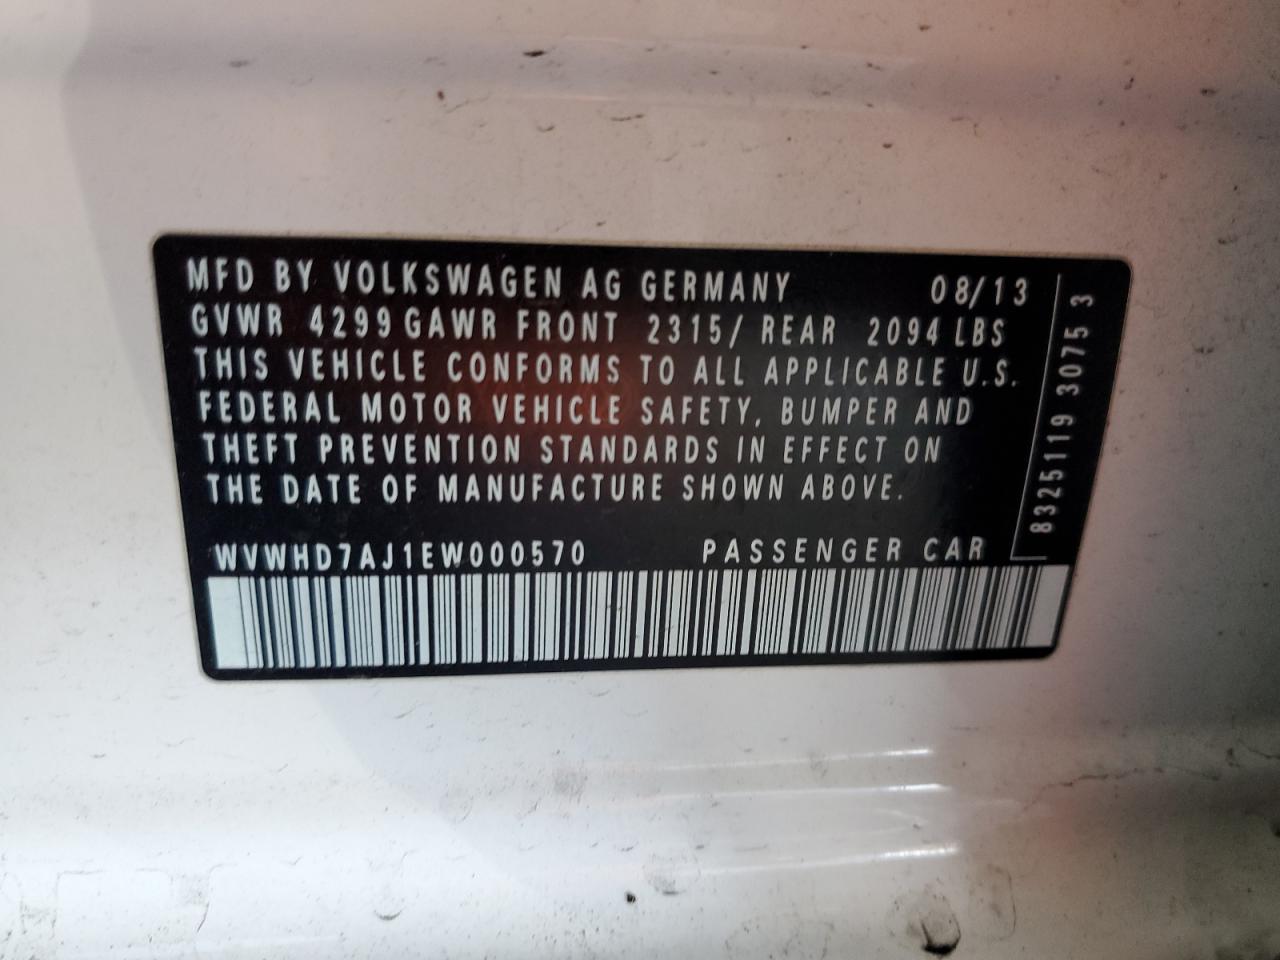 MFD BY VOLKSWAGEN AG GERMANY 08/13
GVWR 4299 GAWR FRONT 2315/ REAR 2094 LBS
THIS VEHICLE CONFORMS TO ALL APPLICABLE U.S.
FEDERAL MOTOR VEHICLE SAFETY, BUMPER AND
THEFT PREVENTION STANDARDS IN EFFECT ON
THE DATE OF MANUFACTURE SHOWN ABOVE.
WVWHD7AJ1EW000570 PASSENGER CAR
8325119 3075 3